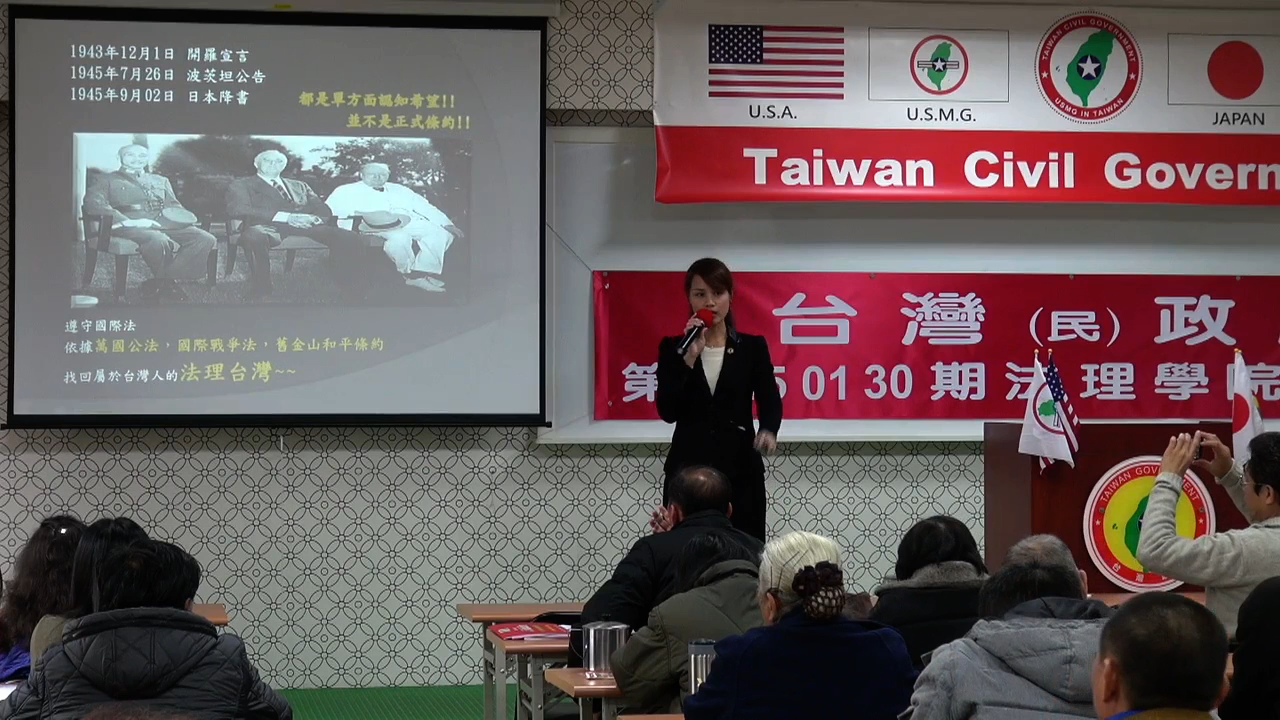 1943年12月1日 開羅宣言
1945年7月26日 波茨坦公告
1945年9月02日 日本降書
都是單方面認知希望!!
並不是正式條約!!
遵守國際法
依據萬國公法，國際戰爭法，舊金山和平條約
找回屬於台灣人的法理台灣~~
U.S.A.
U.S.M.G.
TAIWAN CIVIL GOVERNMENT
USMG IN TAIWAN
JAPAN
Taiwan Civil Govern
台灣（民）政
第 5 01 30 期 法理學院
TAIWAN GOVERNMENT